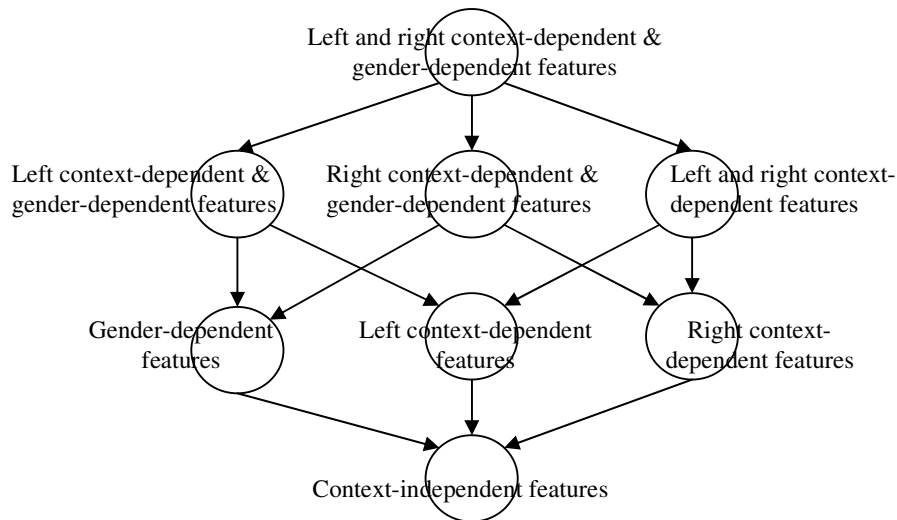 Left and right context-dependent &
gender-dependent features
Left context-dependent &
gender-dependent features
Right context-dependent &
gender-dependent features
Left and right context-
dependent features
Gender-dependent
features
Left context-dependent
features
Right context-
dependent features
Context-independent features